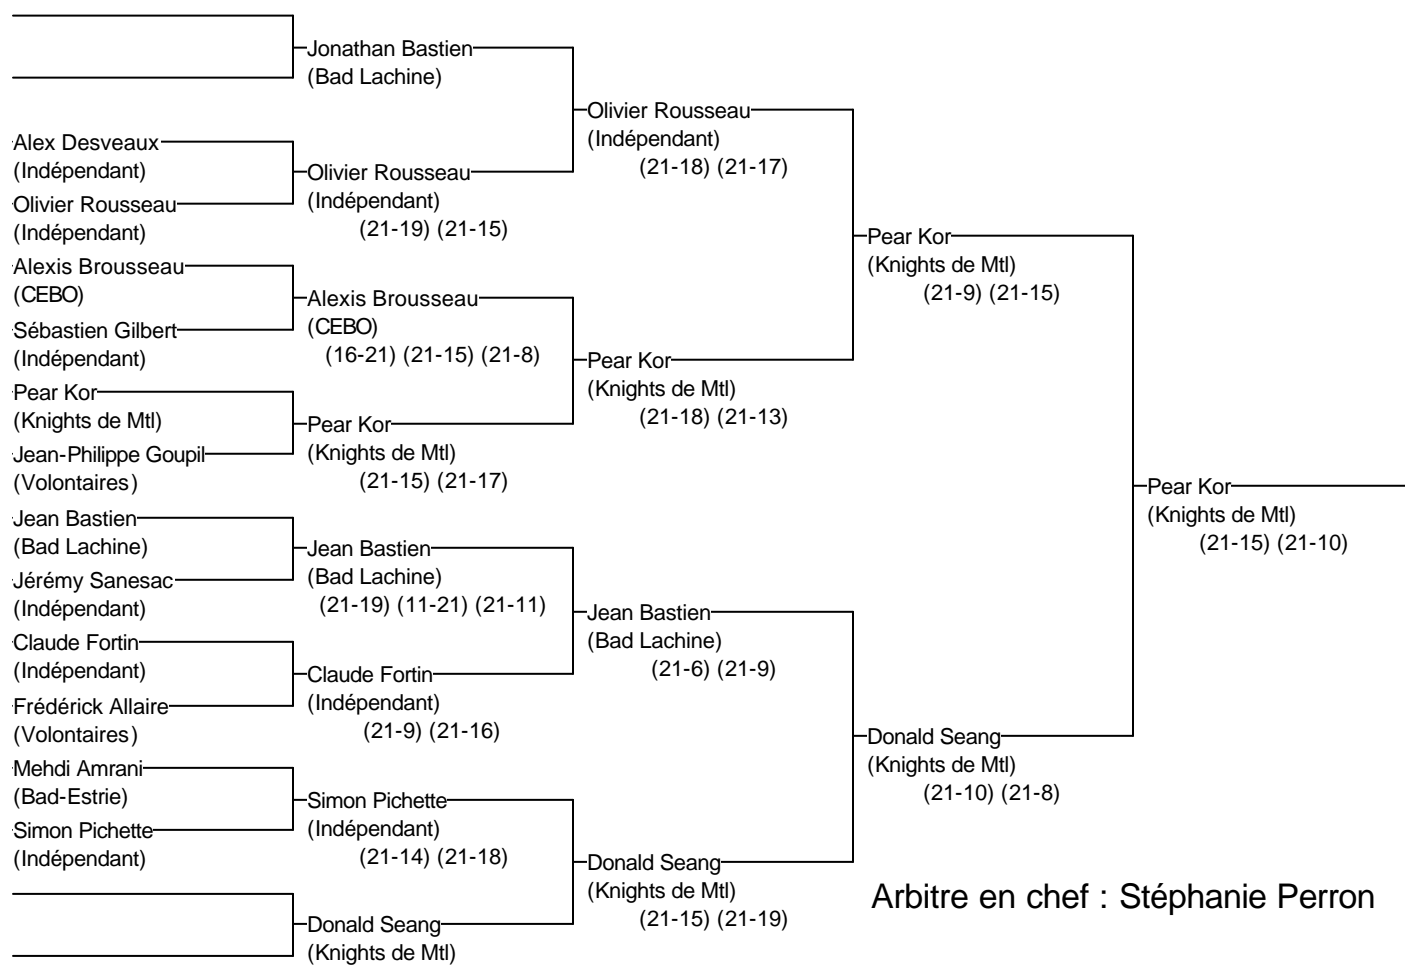 Jonathan Bastien
(Bad Lachine)
Olivier Rousseau
(Indépendant)
(21-18) (21-17)
Alex Desveaux
(Indépendant)
Olivier Rousseau
(Indépendant)
Olivier Rousseau
(Indépendant)
(21-19) (21-15)
Pear Kor
(Knights de Mtl)
(21-9) (21-15)
Alexis Brousseau
(CEBO)
Sébastien Gilbert
(Indépendant)
Alexis Brousseau
(CEBO)
(16-21) (21-15) (21-8)
Pear Kor
(Knights de Mtl)
(21-18) (21-13)
Pear Kor
(Knights de Mtl)
Jean-Philippe Goupil
(Volontaires)
Pear Kor
(Knights de Mtl)
(21-15) (21-17)
Pear Kor
(Knights de Mtl)
(21-15) (21-10)
Jean Bastien
(Bad Lachine)
Jérémy Sanesac
(Indépendant)
Jean Bastien
(Bad Lachine)
(21-19) (11-21) (21-11)
Jean Bastien
(Bad Lachine)
(21-6) (21-9)
Claude Fortin
(Indépendant)
Frédérick Allaire
(Volontaires)
Claude Fortin
(Indépendant)
(21-9) (21-16)
Donald Seang
(Knights de Mtl)
(21-10) (21-8)
Mehdi Amrani
(Bad-Estrie)
Simon Pichette
(Indépendant)
Simon Pichette
(Indépendant)
(21-14) (21-18)
Donald Seang
(Knights de Mtl)
(21-15) (21-19)
Donald Seang
(Knights de Mtl)
Arbitre en chef : Stéphanie Perron